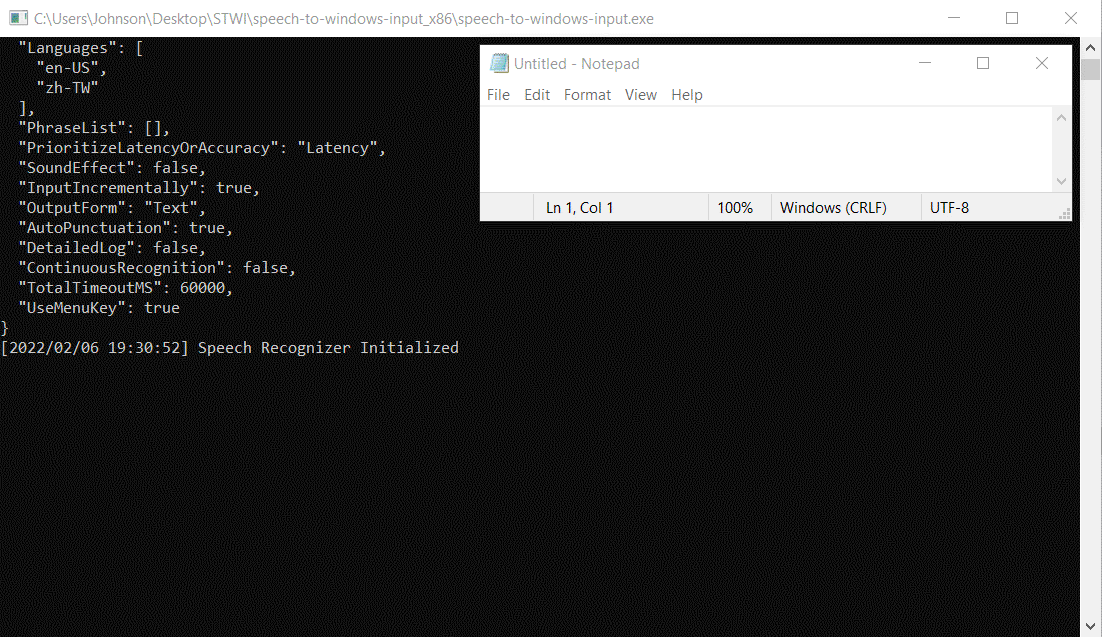 C:\Users\Johnson\Desktop\STWI\speech-to-windows-input_x86\speech-to-windows-input.exe
  "Languages": [
    "en-US",
    "zh-TW"
  ],
  "PhraseList": [],
  "PrioritizeLatencyOrAccuracy": "Latency",
  "SoundEffect": false,
  "InputIncrementally": true,
  "OutputForm": "Text",
  "AutoPunctuation": true,
  "DetailedLog": false,
  "ContinuousRecognition": false,
  "TotalTimeoutMS": 60000,
  "UseMenuKey": true
}
[2022/02/06 19:30:52] Speech Recognizer Initialized
Untitled - Notepad
File Edit Format View Help
Ln 1, Col 1 100% Windows (CRLF) UTF-8